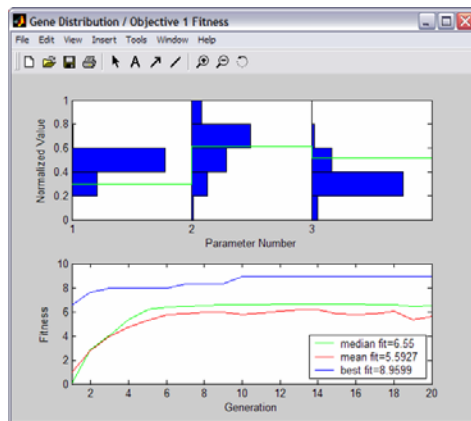 Gene Distribution / Objective 1 Fitness
File Edit View Insert Tools Window Help
A
1
0.8
0.6
0.4
0.2
0
Normalized Value
1 2 3
Parameter Number
10
8
6
4
2
0
Fitness
median fit=6.55
mean fit=5.5927
best fit=8.9599
2 4 6 8 10 12 14 16 18 20
Generation